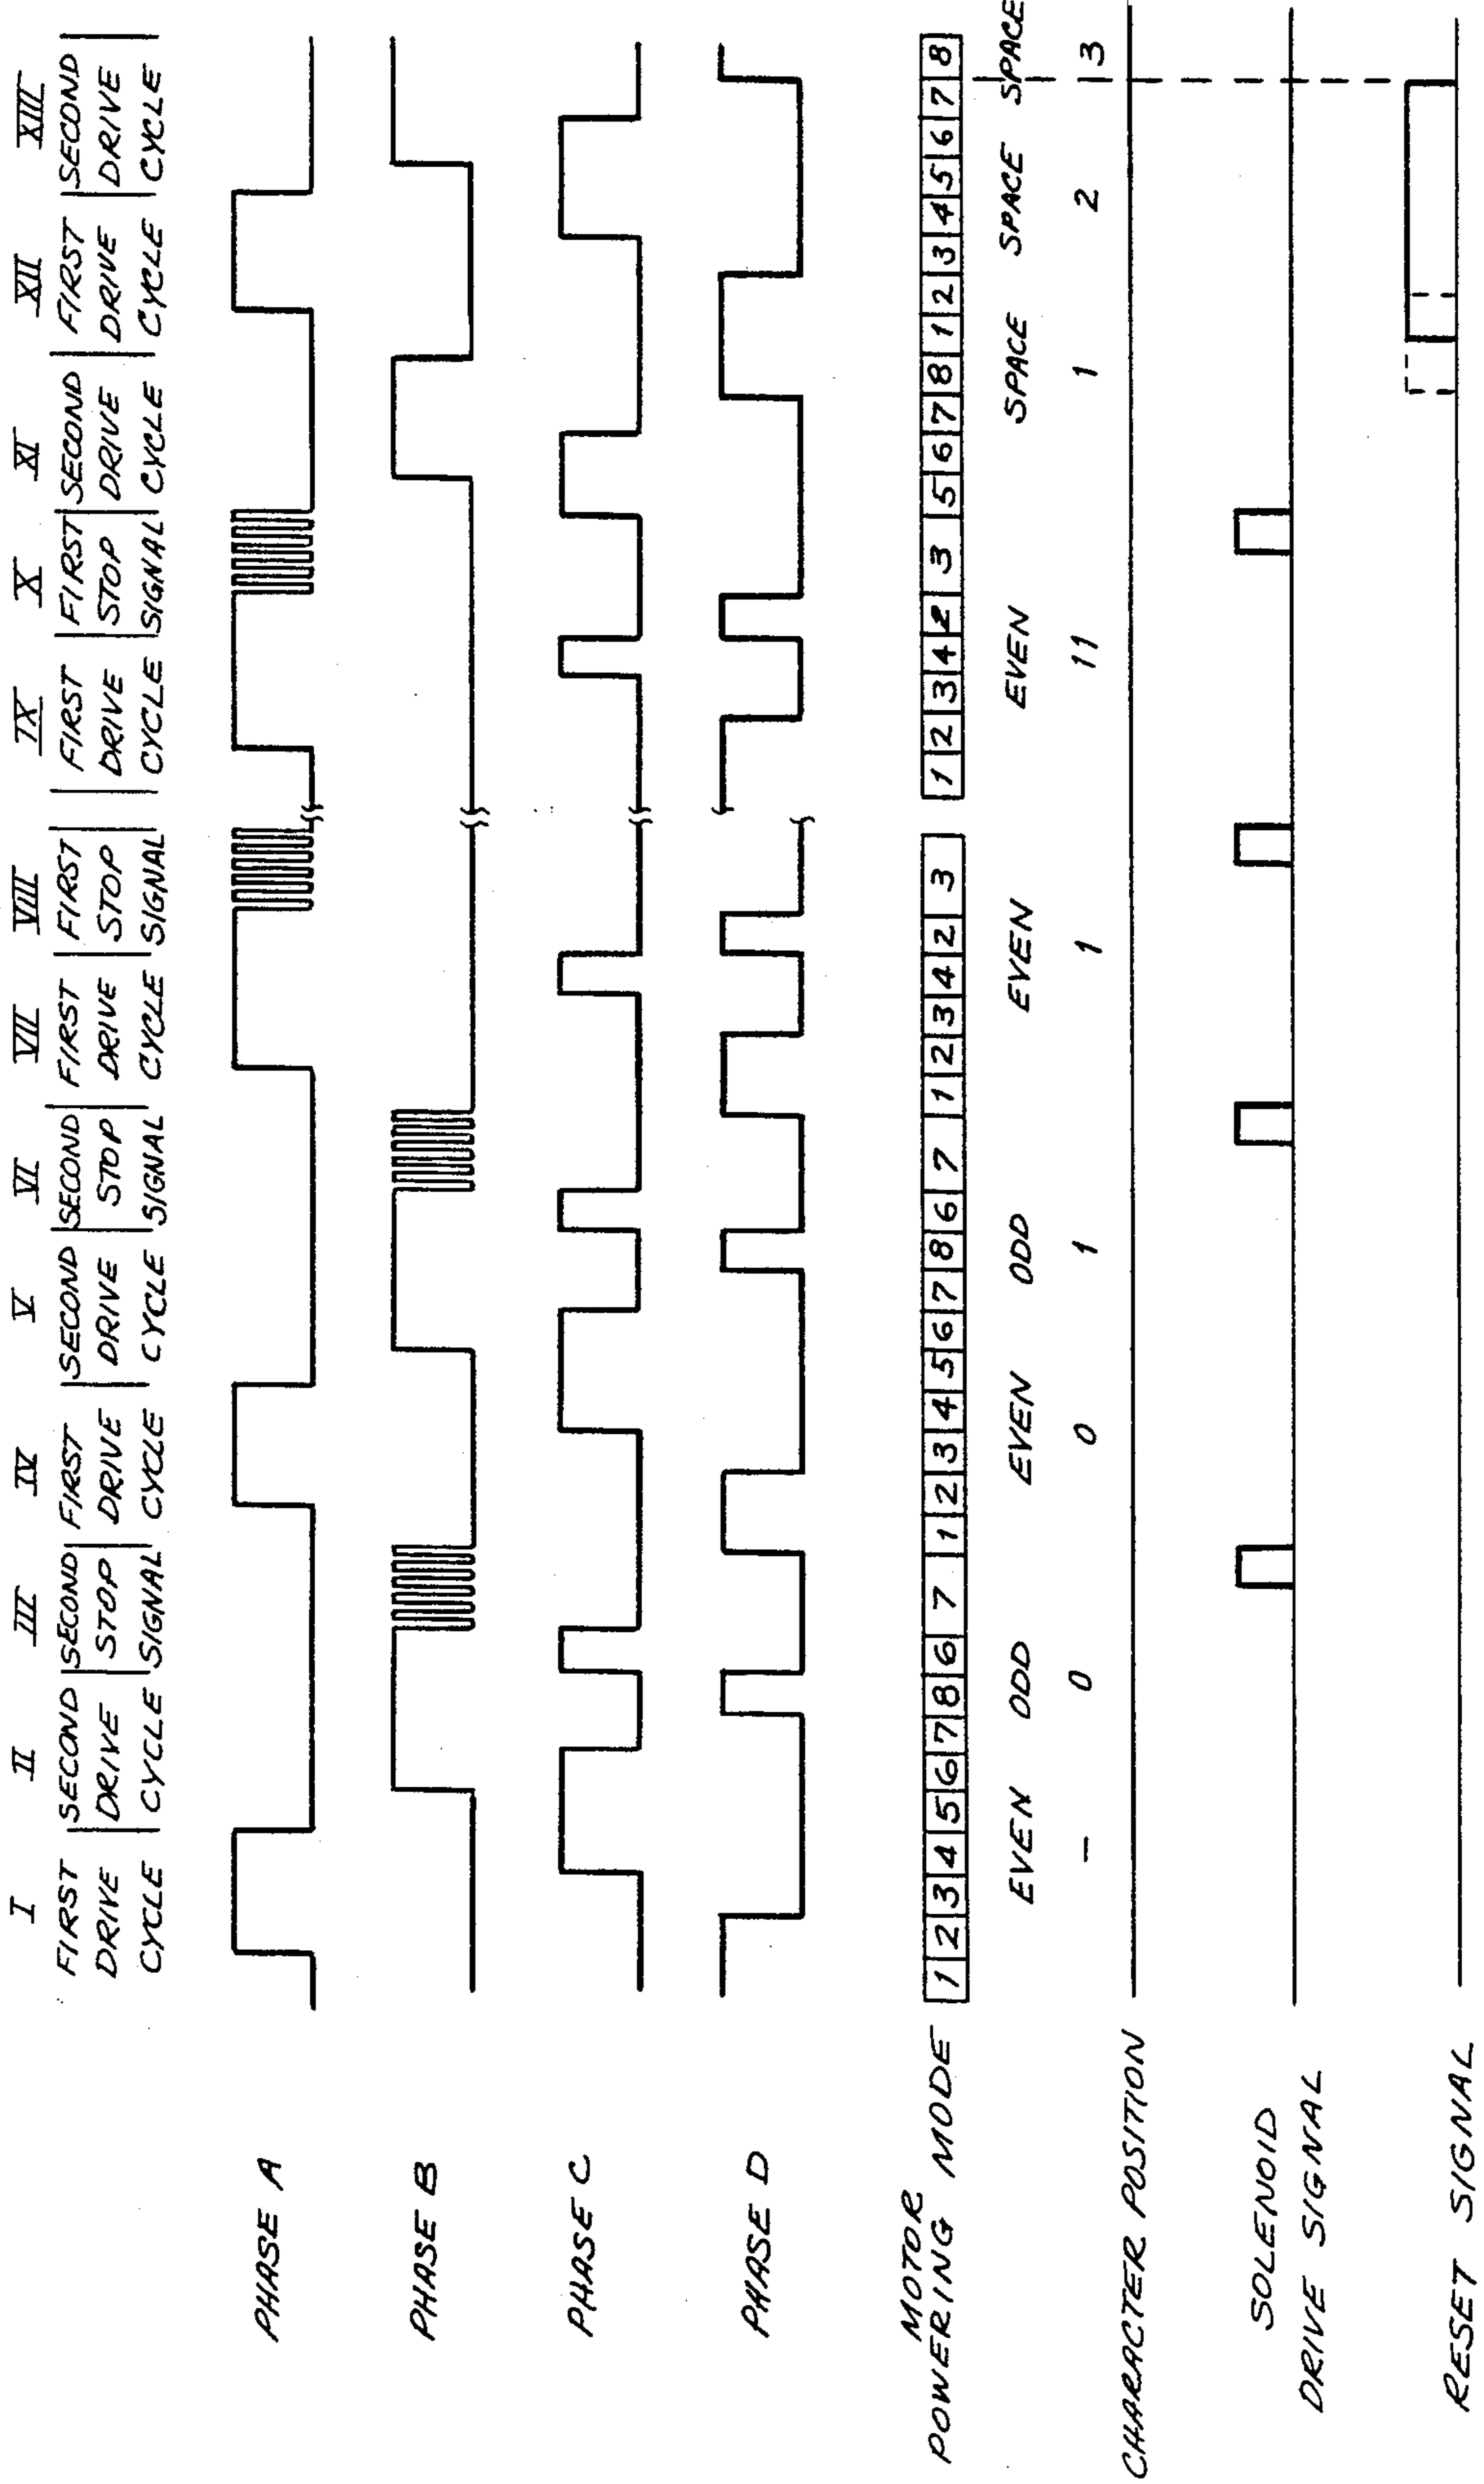 I II III IV V VI VII VIII IX X XI XII XIII
FIRST SECOND SECOND FIRST SECOND SECOND FIRST FIRST FIRST FIRST SECOND FIRST SECOND
DRIVE DRIVE STOP DRIVE DRIVE STOP DRIVE STOP DRIVE STOP DRIVE DRIVE DRIVE
CYCLE CYCLE SIGNAL CYCLE CYCLE SIGNAL CYCLE SIGNAL CYCLE SIGNAL CYCLE CYCLE CYCLE
PHASE A
PHASE B
PHASE C
PHASE D
MOTOR
POWERING MODE 1 2 3 4 5 6 7 8 6 7 1 2 3 4 5 6 7 8 6 7 1 2 3 4 2 3 1 2 3 4 2 3 5 6 7 8 1 2 3 4 5 6 7 8
EVEN ODD EVEN ODD EVEN EVEN SPACE SPACE SPACE
— 0 0 1 1 11 1 2 3
CHARACTER POSITION
SOLENOID
DRIVE SIGNAL
RESET SIGNAL